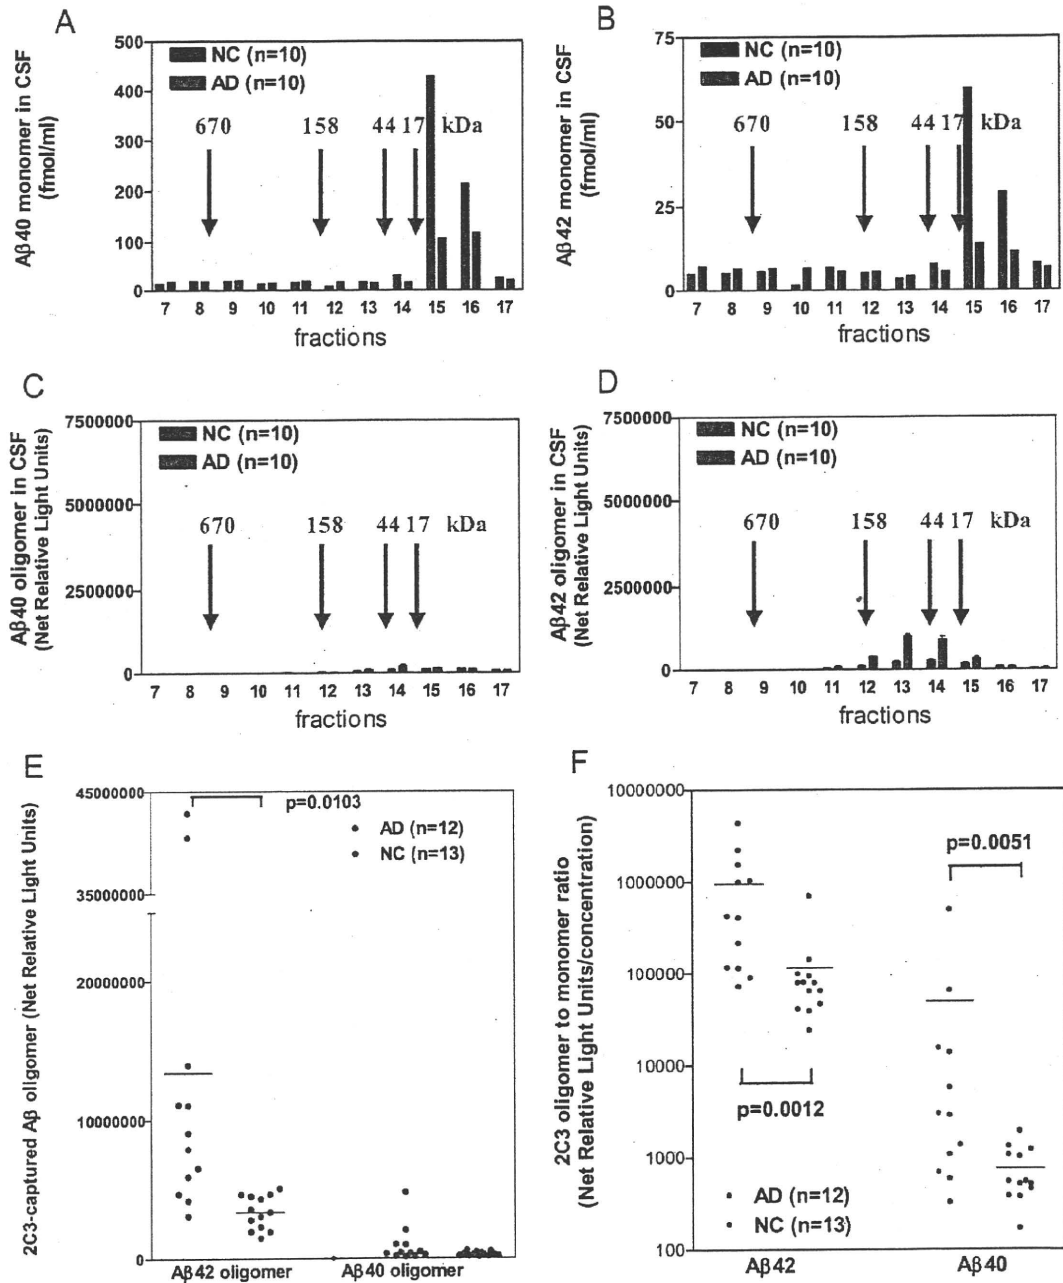 A
Aβ40 monomer in CSF
(fmol/ml)
500
400
300
200
100
0
NC (n=10)
AD (n=10)
670 158 44 17 kDa
7 8 9 10 11 12 13 14 15 16 17
fractions
B
Aβ42 monomer in CSF
(fmol/ml)
75
50
25
0
NC (n=10)
AD (n=10)
670 158 44 17 kDa
7 8 9 10 11 12 13 14 15 16 17
fractions
C
Aβ40 oligomer in CSF
(Net Relative Light Units)
7500000
5000000
2500000
0
NC (n=10)
AD (n=10)
670 158 44 17 kDa
7 8 9 10 11 12 13 14 15 16 17
fractions
D
Aβ42 oligomer in CSF
(Net Relative Light Units)
7500000
5000000
2500000
0
NC (n=10)
AD (n=10)
670 158 44 17 kDa
7 8 9 10 11 12 13 14 15 16 17
fractions
E
2C3-captured Aβ oligomer (Net Relative Light Units)
45000000
35000000
20000000
10000000
0
p=0.0103
AD (n=12)
NC (n=13)
Aβ42 oligomer Aβ40 oligomer
F
2C3 oligomer to monomer ratio
(Net Relative Light Units/concentration)
10000000
1000000
100000
10000
1000
100
p=0.0051
p=0.0012
AD (n=12)
NC (n=13)
Aβ42 Aβ40